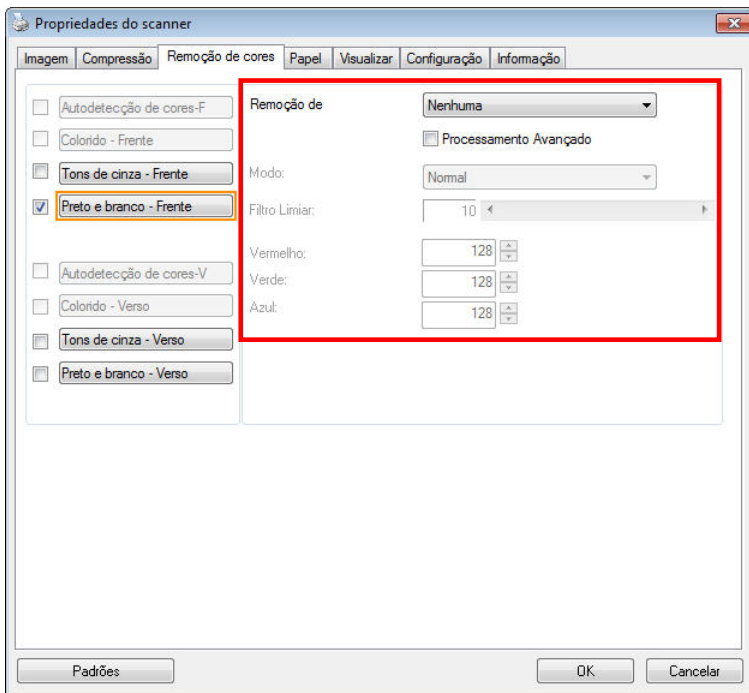 Propriedades do scanner
Imagem Compressão Remoção de cores Papel Visualizar Configuração Informação
Autodetecção de cores-F
Colorido - Frente
Tons de cinza - Frente
Preto e branco - Frente
Autodetecção de cores-V
Colorido - Verso
Tons de cinza - Verso
Preto e branco - Verso
Remoção de Nenhuma
Processamento Avançado
Modo: Normal
Filtro Limiar: 10
Vermelho: 128
Verde: 128
Azul: 128
Padrões OK Cancelar